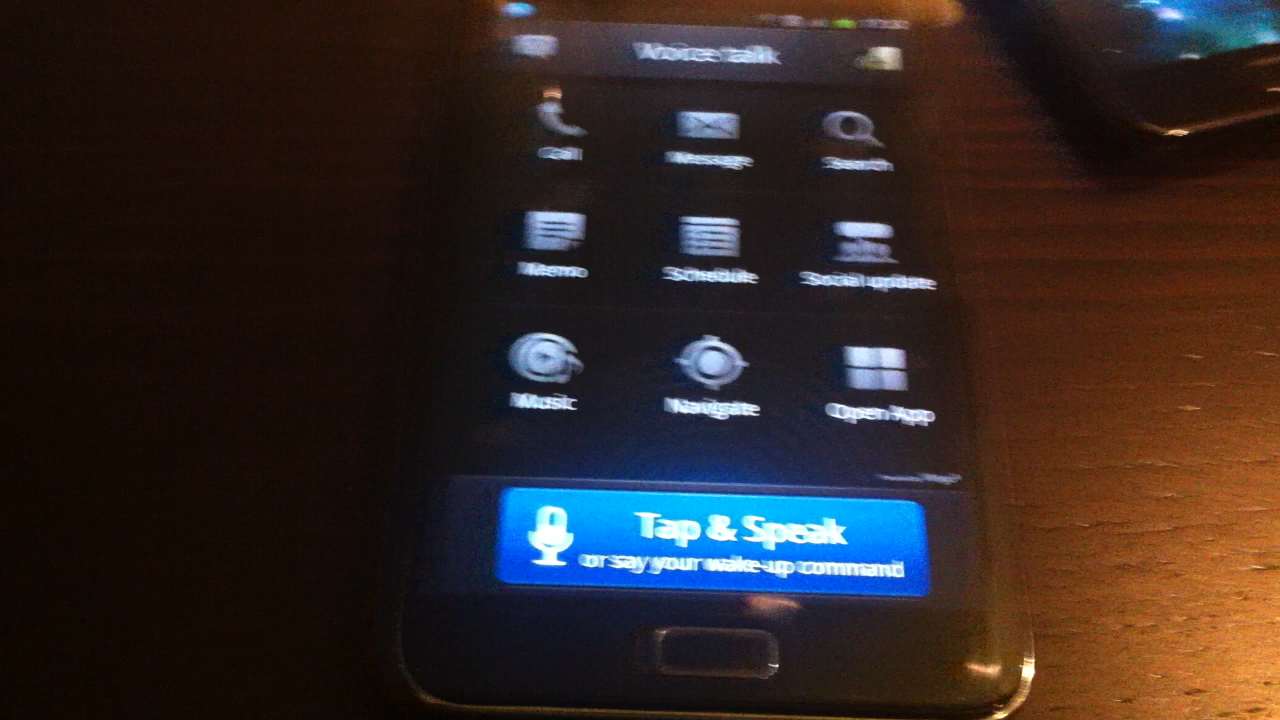 Voice talk
Call Message Search
Memo Schedule Social update
Music Navigate Open App
Tap & Speak
or say your wake-up command